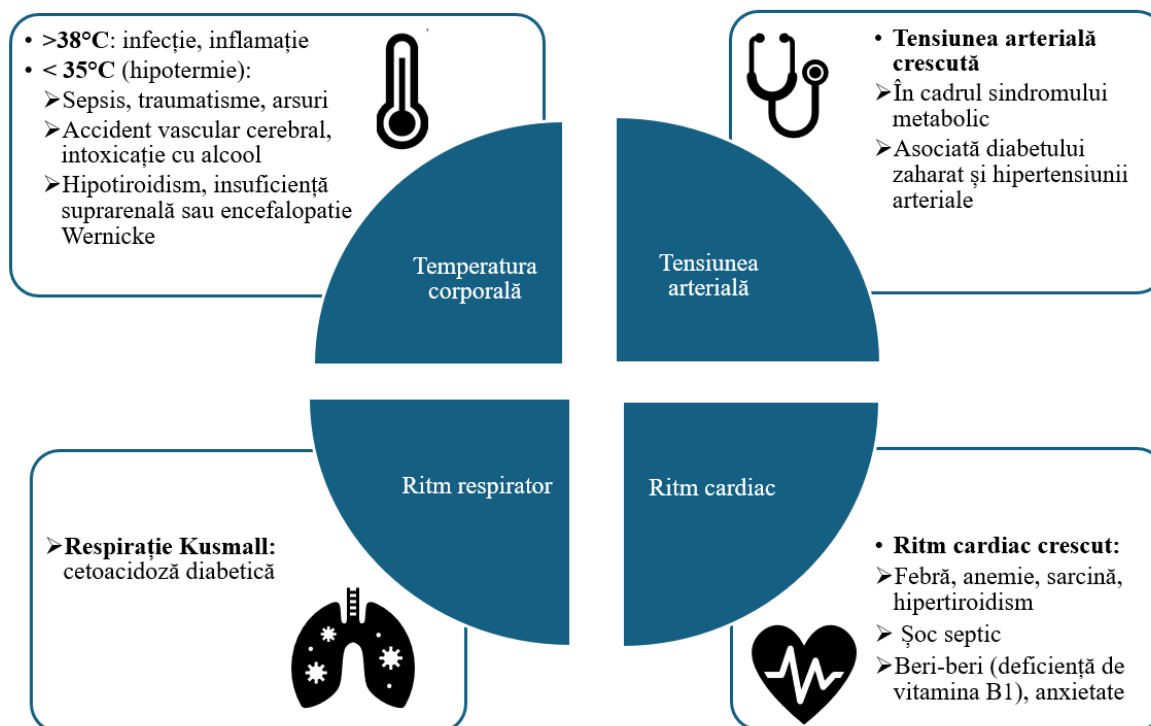 • >38°C: infecție, inflamație
• < 35°C (hipotermie):
➢Sepsis, traumatisme, arsuri
➢Accident vascular cerebral,
intoxicație cu alcool
➢Hipotiroidism, insuficiență
suprarenală sau encefalopatie
Wernicke
• Tensiunea arterială
crescută
➢În cadrul sindromului
metabolic
➢Asociată diabetului
zaharat și hipertensiunii
arteriale
Temperatura
corporală
Tensiunea
arterială
Ritm respirator
Ritm cardiac
➢Respirație Kusmall:
cetoacidoză diabetică
• Ritm cardiac crescut:
➢Febră, anemie, sarcină,
hipertiroidism
➢ Șoc septic
➢Beri-beri (deficiență de
vitamina B1), anxietate